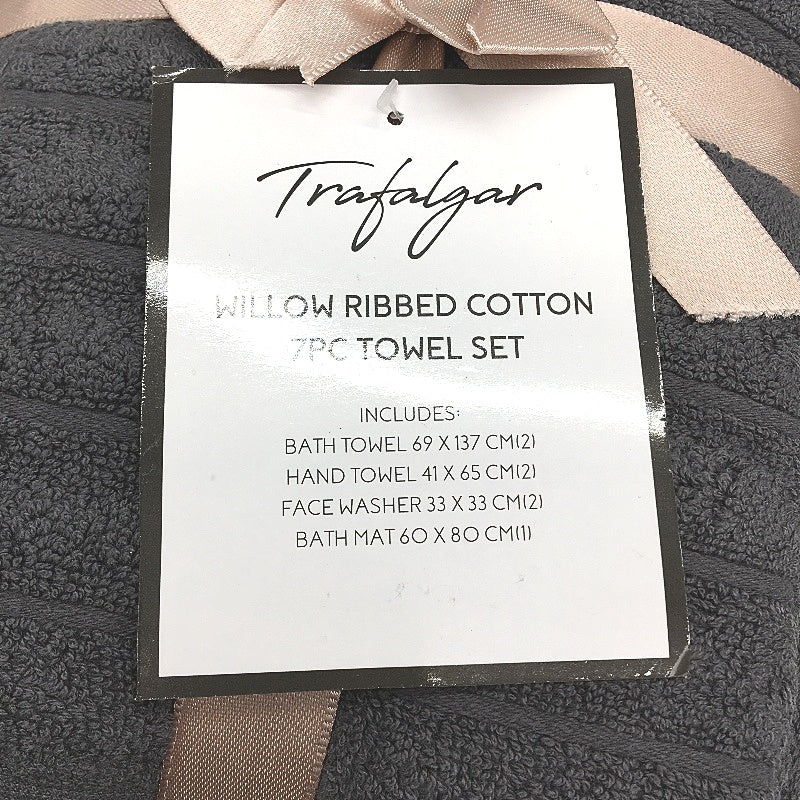 Trafalgar
WILLOW RIBBED COTTON
7PC TOWEL SET
INCLUDES:
BATH TOWEL 69 X 137 CM(2)
HAND TOWEL 41 X 65 CM(2)
FACE WASHER 33 X 33 CM(2)
BATH MAT 60 X 80 CM(1)